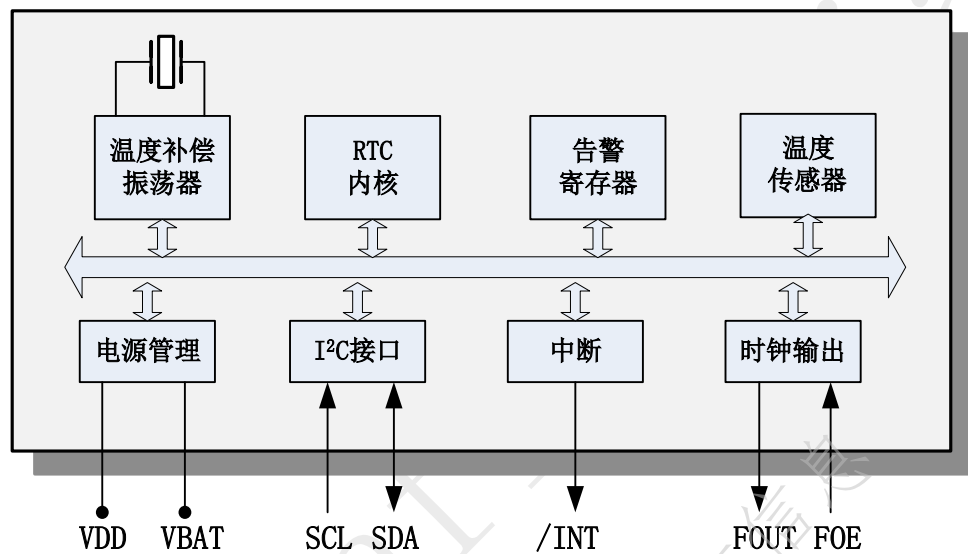 温度补偿
振荡器
RTC
内核
告警
寄存器
温度
传感器
电源管理
I²C接口
中断
时钟输出
VDD VBAT SCL SDA /INT FOUT FOE
信息